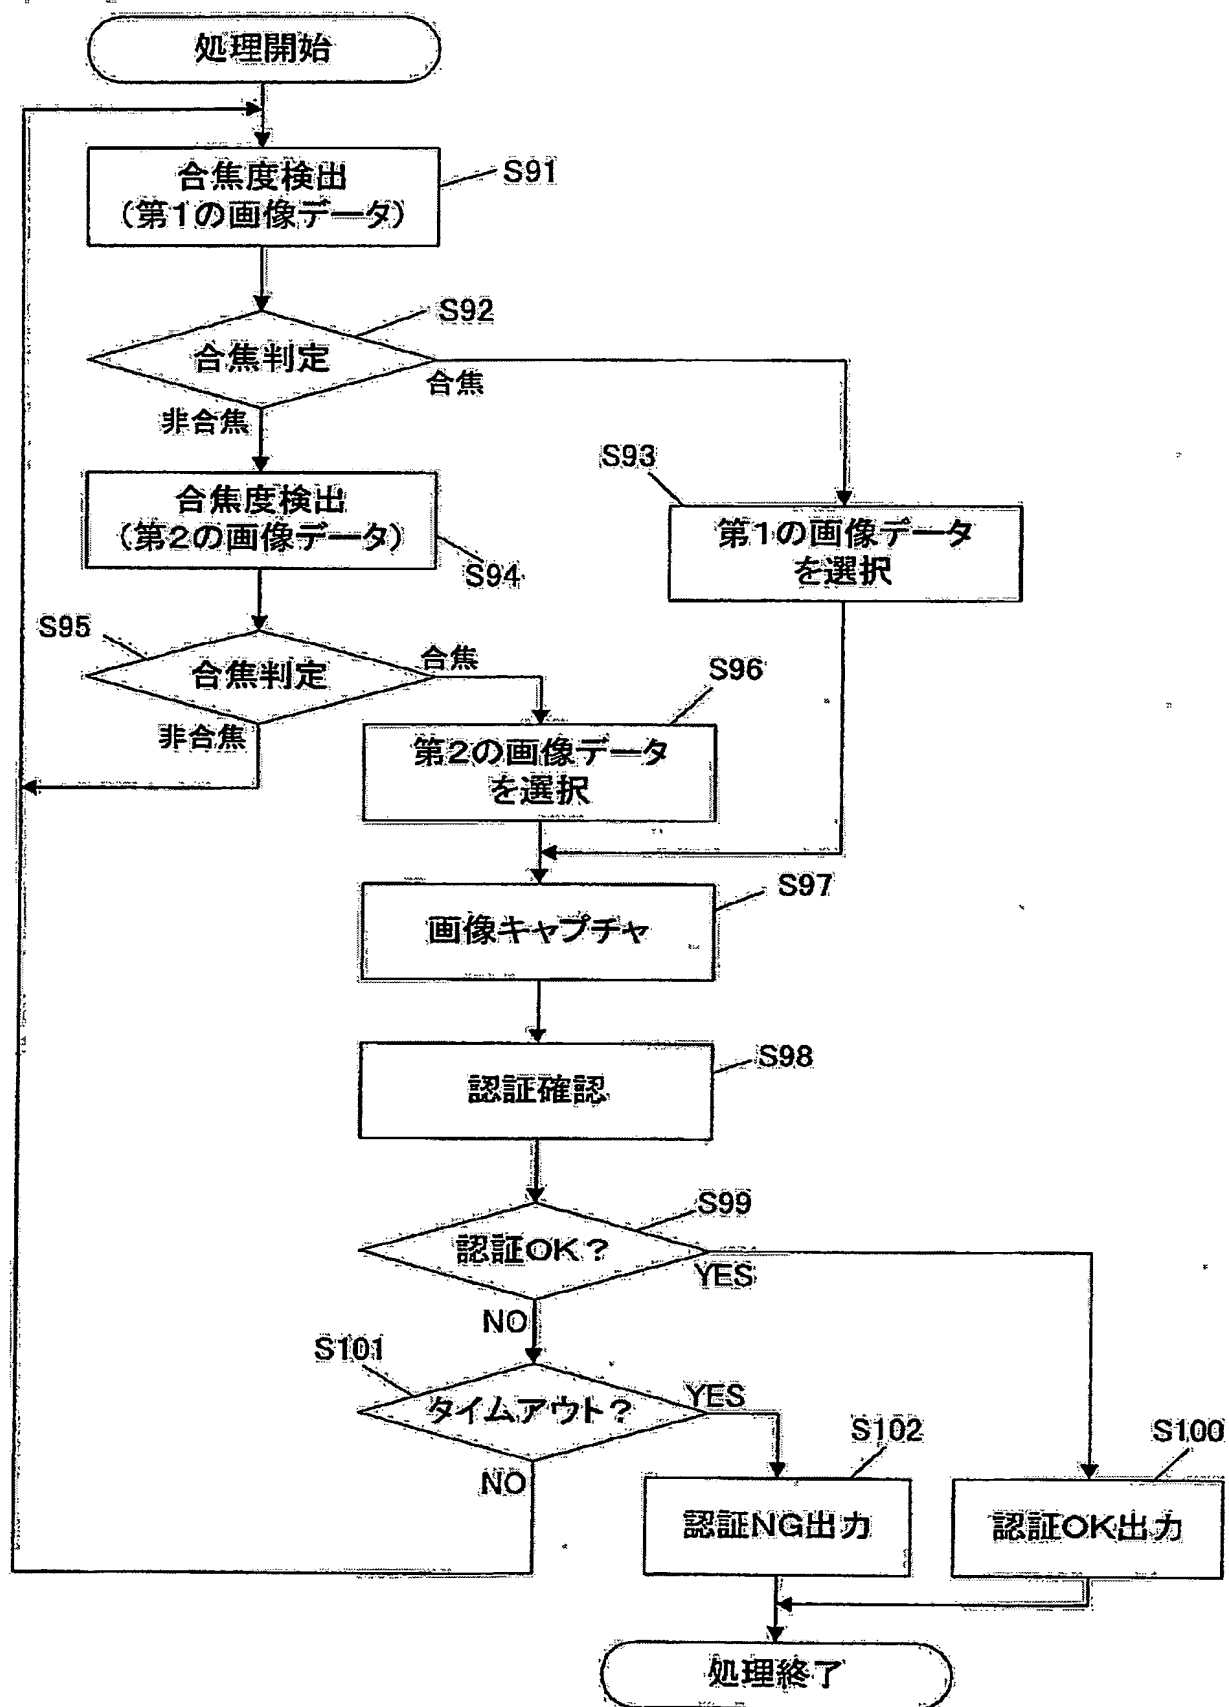 処理開始
合焦度検出
(第1の画像データ)
S91
S92
合焦判定
合焦
非合焦
S93
合焦度検出
(第2の画像データ)
S94
第1の画像データ
を選択
S95
合焦判定
合焦
非合焦
S96
第2の画像データ
を選択
S97
画像キャプチャ
S98
認証確認
S99
認証OK?
YES
NO
S101
タイムアウト?
YES
NO
S102
S100
認証NG出力
認証OK出力
処理終了